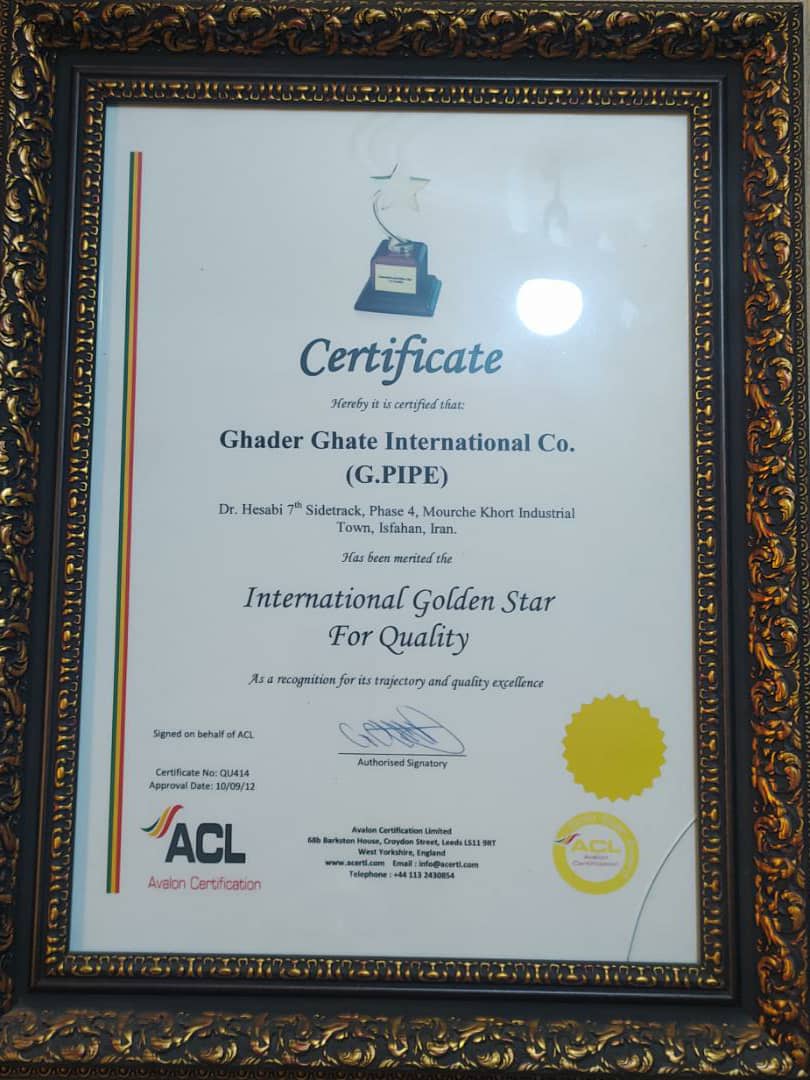 Certificate
Hereby it is certified that:
Ghader Ghate International Co.
(G.PIPE)
Dr. Hesabi 7th Sidetrack, Phase 4, Mourche Khort Industrial
Town, Isfahan, Iran.
Has been merited the
International Golden Star
For Quality
As a recognition for its trajectory and quality excellence
Signed on behalf of ACL
Authorised Signatory
Certificate No: QU414
Approval Date: 10/09/12
ACL
Avalon Certification
Avalon Certification Limited
68b Barkston House, Croydon Street, Leeds LS11 9RT
West Yorkshire, England
www.acerti.com Email : info@acerti.com
Telephone : +44 113 2430854
ACL
Avalon
Certification